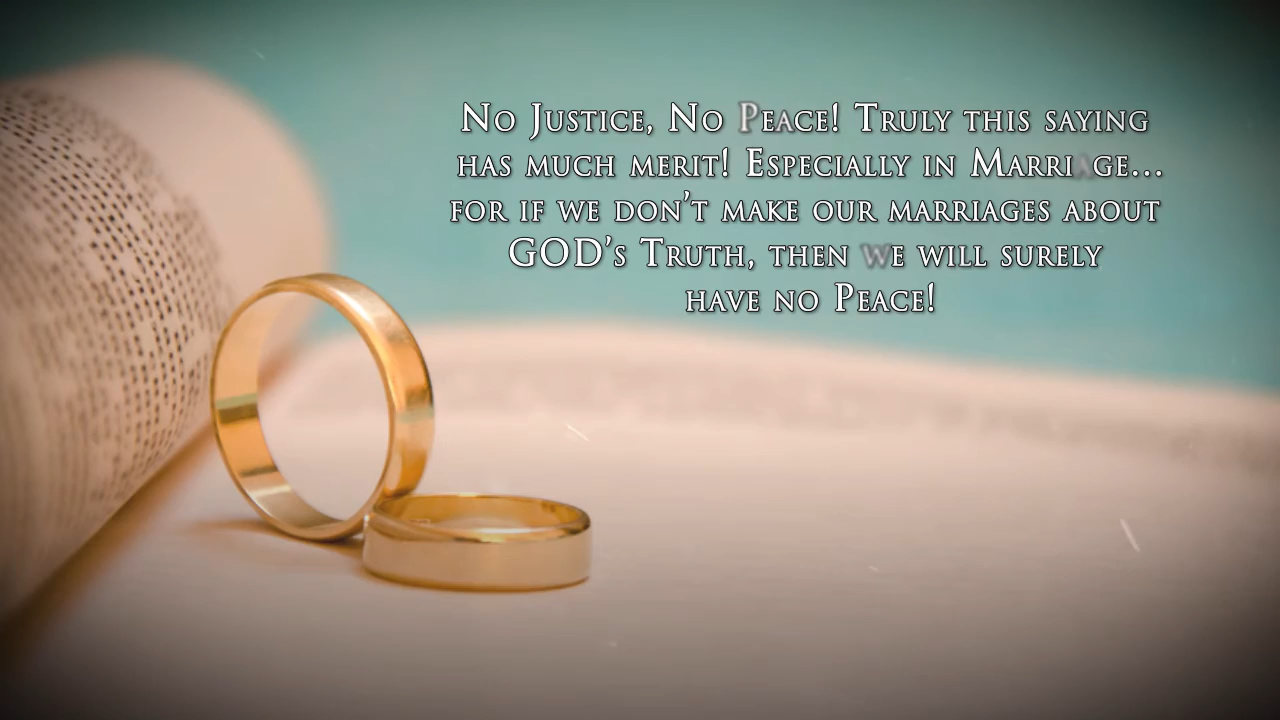 No Justice, No Peace! Truly this saying
has much merit! Especially in Marriage...
for if we don't make our marriages about
GOD's Truth, then we will surely
have no Peace!